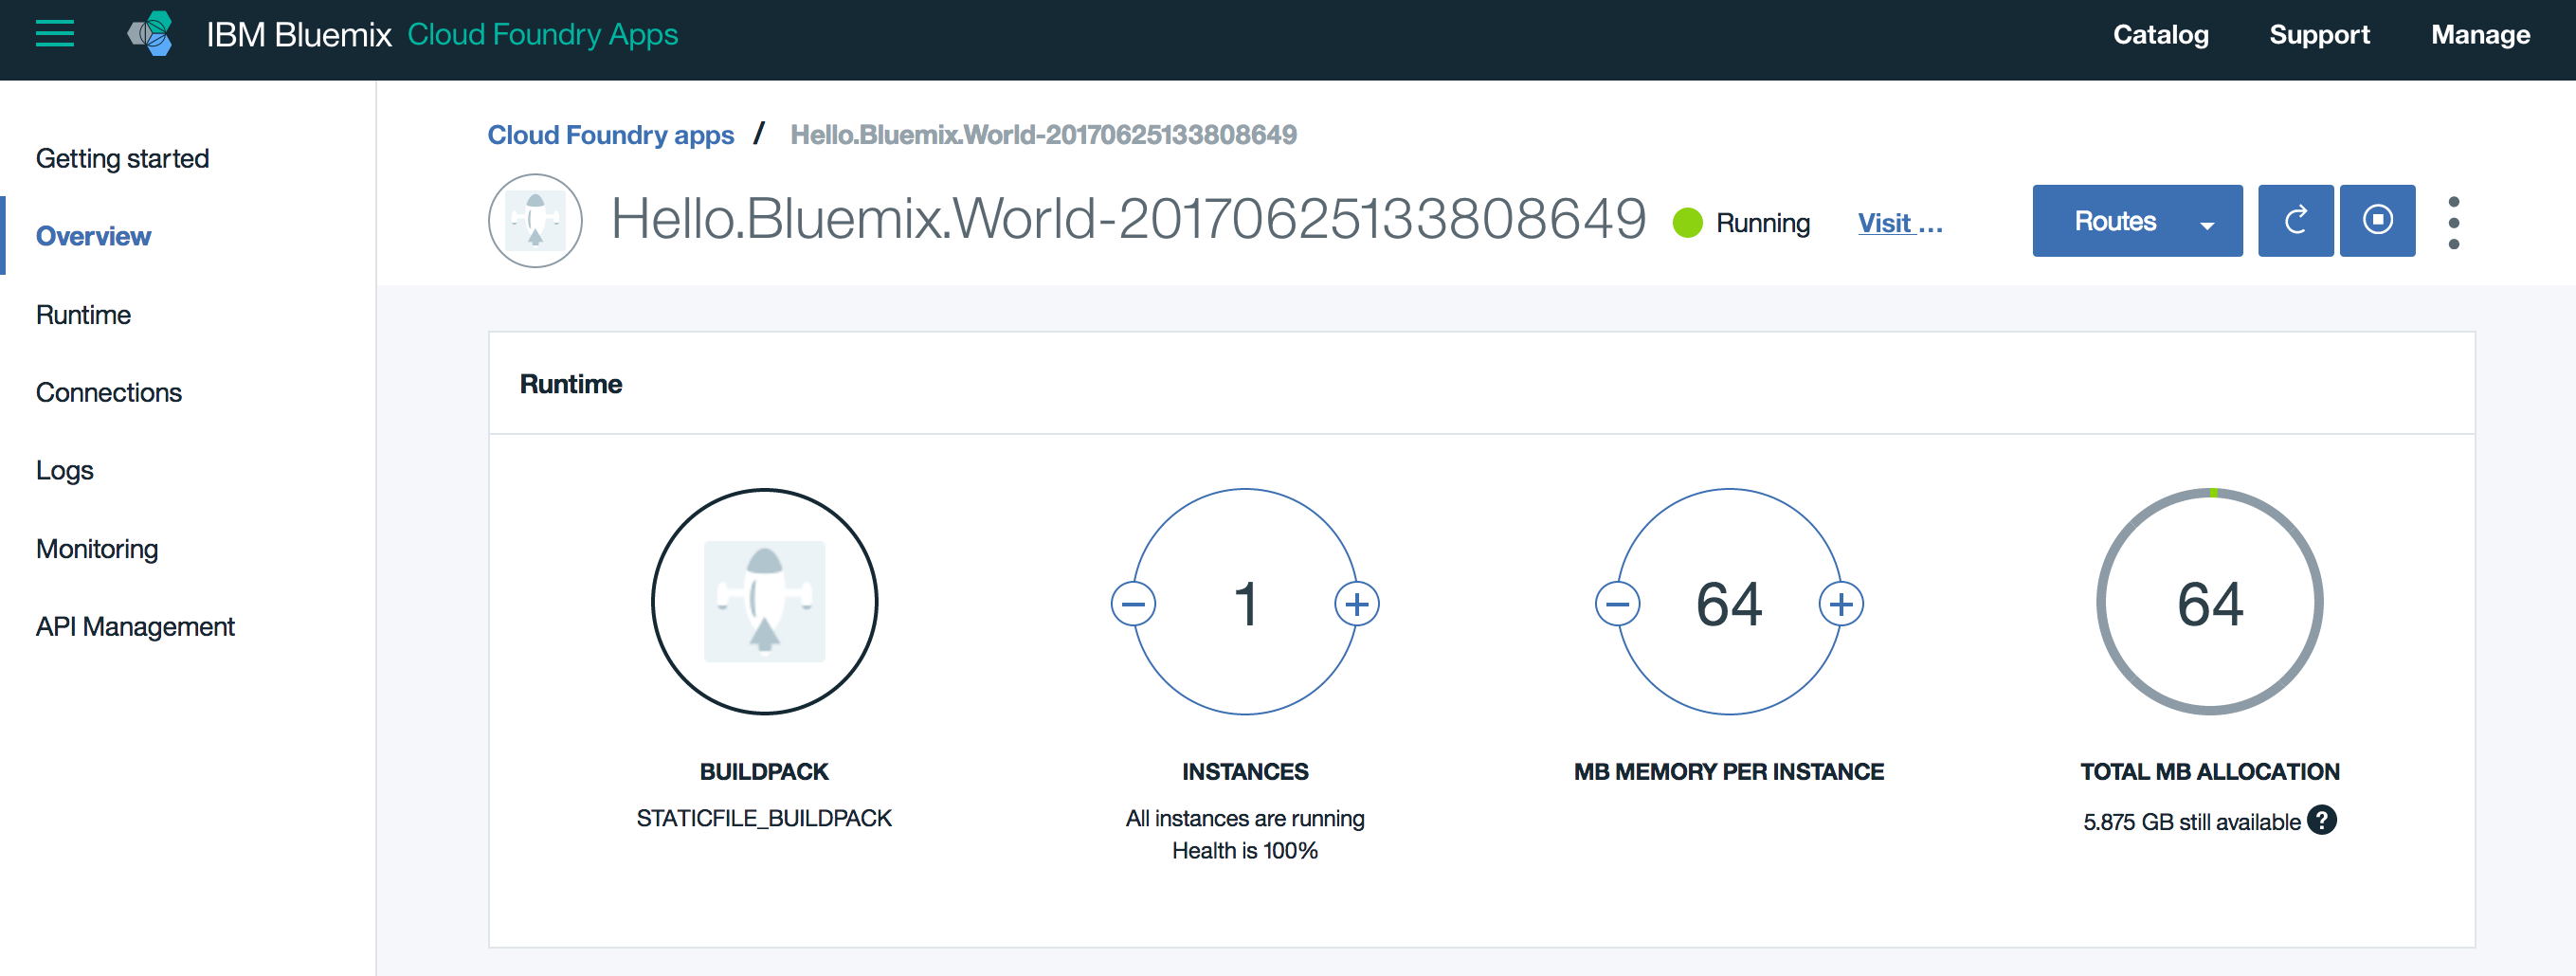 IBM Bluemix Cloud Foundry Apps Catalog Support Manage
Getting started
Overview
Runtime
Connections
Logs
Monitoring
API Management
Cloud Foundry apps / Hello.Bluemix.World-20170625133808649
Hello.Bluemix.World-20170625133808649 Running Visit ... Routes
Runtime
1 64 64
BUILDPACK INSTANCES MB MEMORY PER INSTANCE TOTAL MB ALLOCATION
STATICFILE_BUILDPACK All instances are running 5.875 GB still available ?
Health is 100%